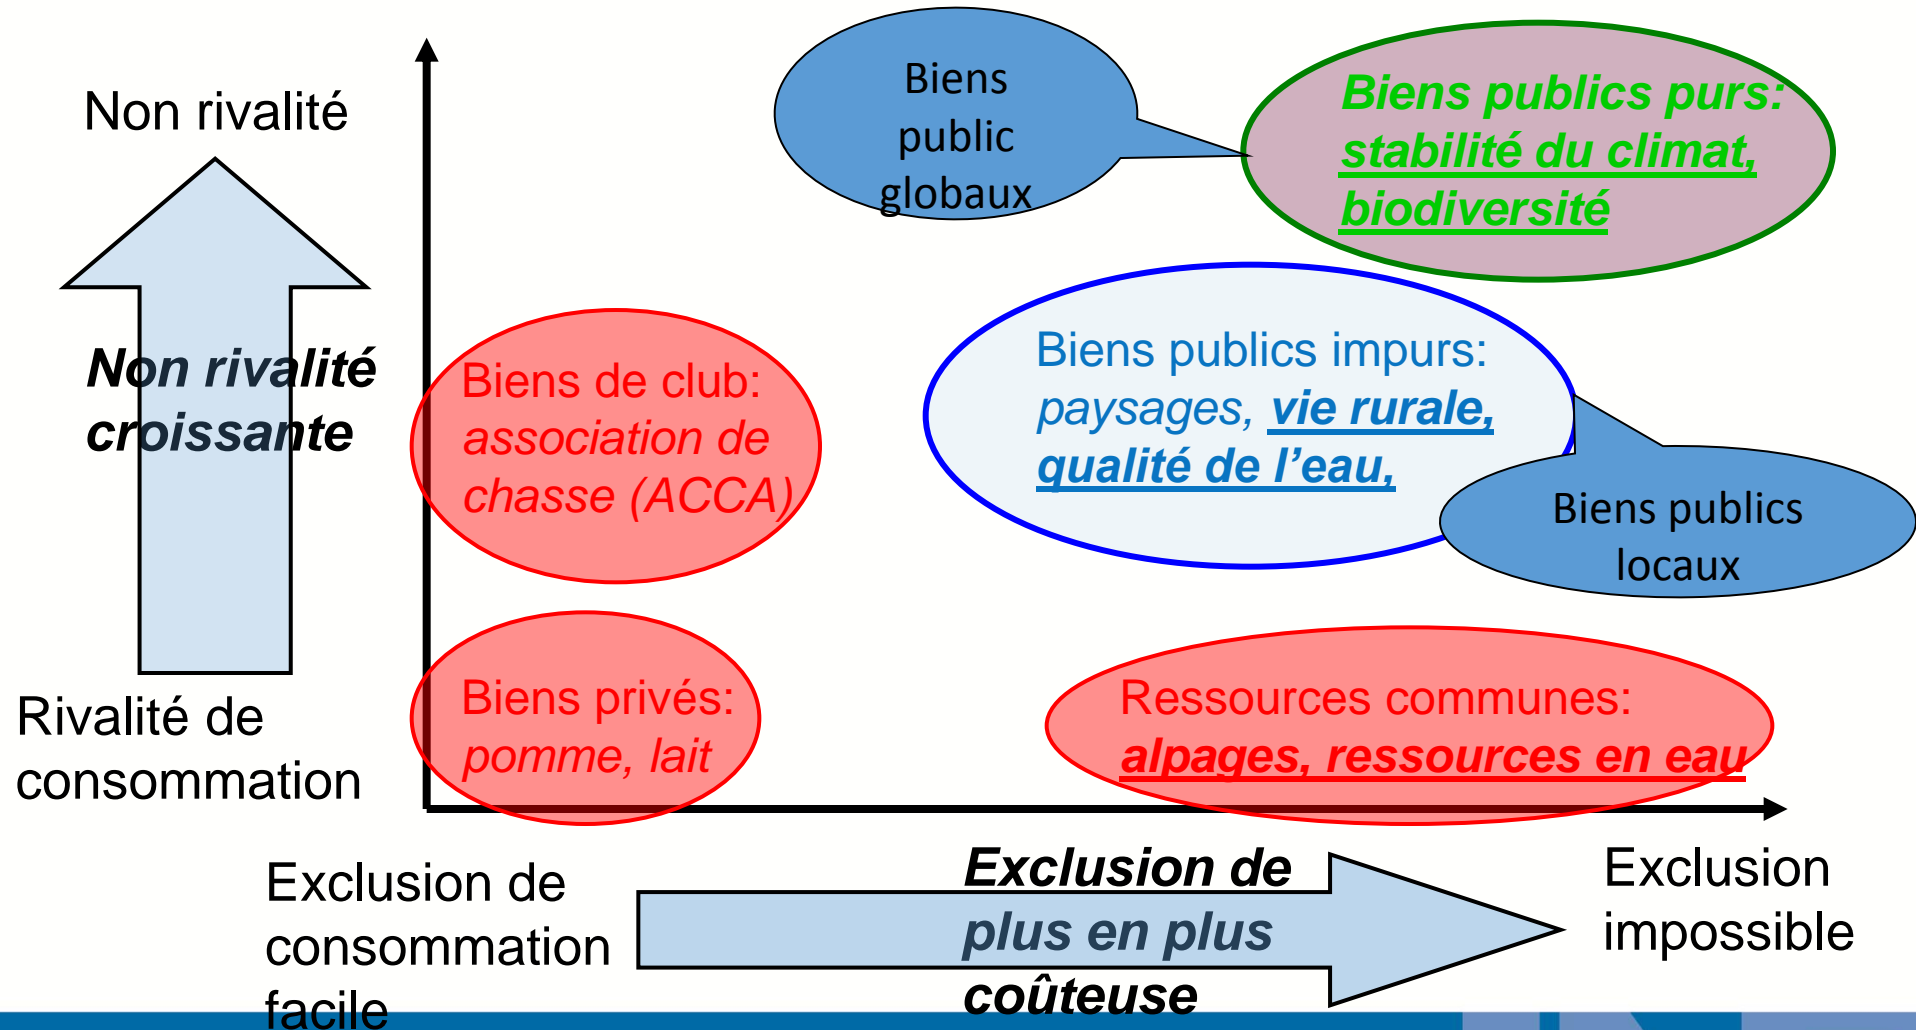 Non rivalité
Non rivalité
croissante
Rivalité de
consommation
Biens
public
globaux
Biens publics purs:
stabilité du climat,
biodiversité
Biens de club:
association de
chasse (ACCA)
Biens publics impurs:
paysages, vie rurale,
qualité de l’eau,
Biens publics
locaux
Biens privés:
pomme, lait
Ressources communes:
alpages, ressources en eau
Exclusion de
consommation
facile
Exclusion de
plus en plus
coûteuse
Exclusion
impossible